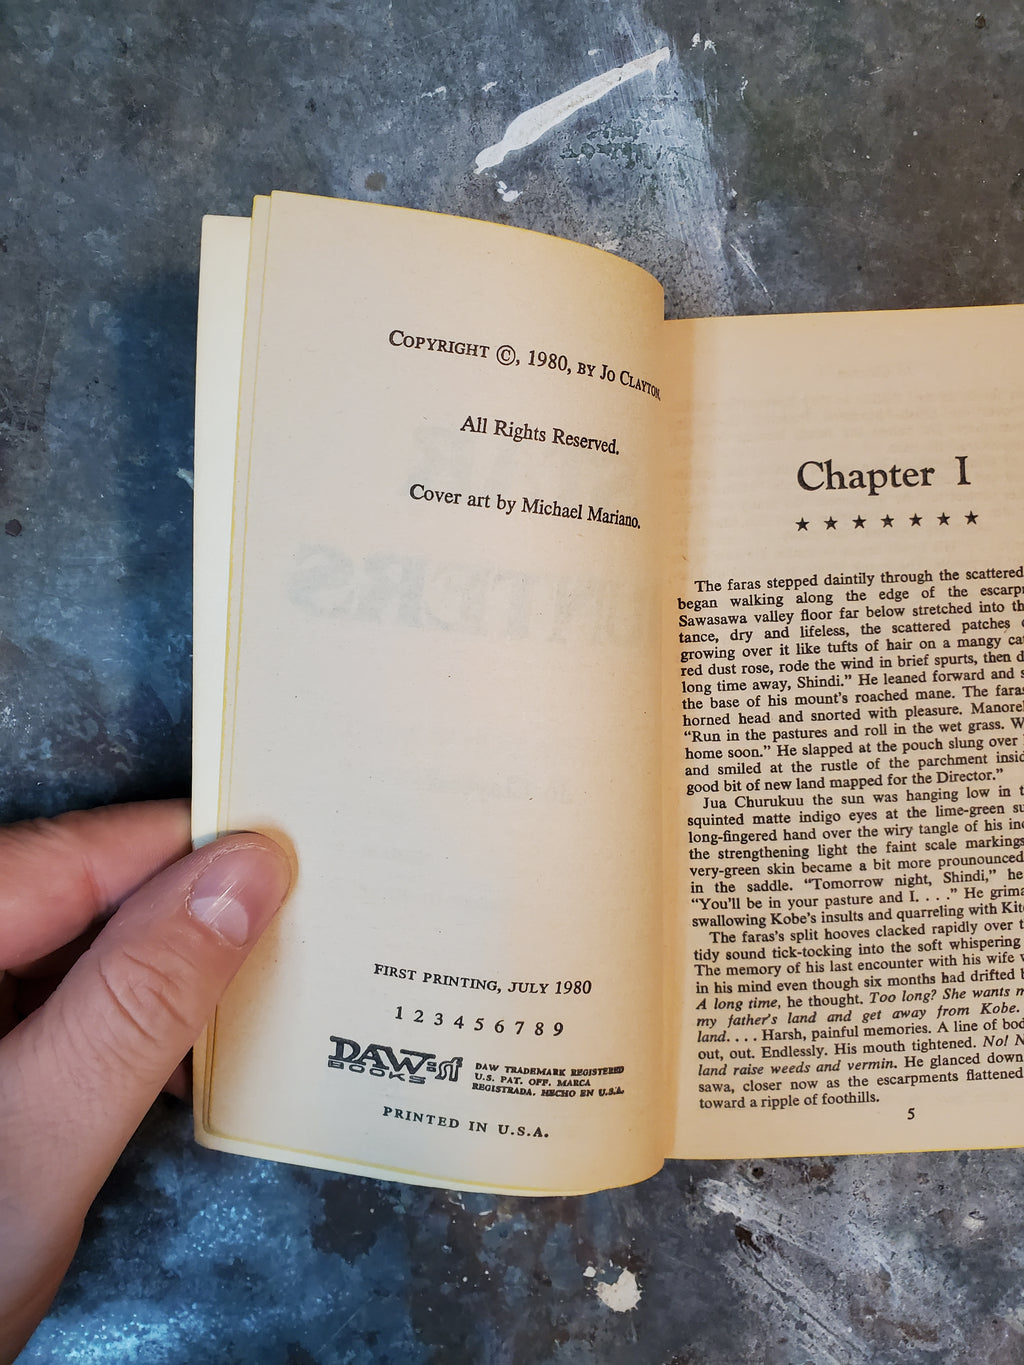 COPYRIGHT ©, 1980, BY JO CLAYTON.
All Rights Reserved.
Cover art by Michael Mariano.
FIRST PRINTING, JULY 1980
1 2 3 4 5 6 7 8 9
DAW=sf
BOOKS
DAW TRADEMARK REGISTERED
U.S. PAT. OFF. MARCA
REGISTRADA. HECHO EN U.S.A.
PRINTED IN U.S.A.
Chapter I
★ ★ ★ ★ ★ ★ ★
The faras stepped daintily through the scattered
began walking along the edge of the escarp
Sawasawa valley floor far below stretched into th
tance, dry and lifeless, the scattered patches
growing over it like tufts of hair on a mangy ca
red dust rose, rode the wind in brief spurts, then d
long time away, Shindi.” He leaned forward and s
the base of his mount's roached mane. The faras
horned head and snorted with pleasure. Manore
“Run in the pastures and roll in the wet grass. W
home soon.” He slapped at the pouch slung over
and smiled at the rustle of the parchment insid
good bit of new land mapped for the Director.”
Jua Churukuu the sun was hanging low in t
squinted matte indigo eyes at the lime-green su
long-fingered hand over the wiry tangle of his in
the strengthening light the faint scale markings
very-green skin became a bit more prounounced
in the saddle. “Tomorrow night, Shindi,” he
“You'll be in your pasture and I. . . .” He grima
swallowing Kobe's insults and quarreling with Kit
The faras's split hooves clacked rapidly over t
tidy sound tick-tocking into the soft whispering
The memory of his last encounter with his wife
in his mind even though six months had drifted b
A long time, he thought. Too long? She wants m
my father's land and get away from Kobe.
land. . . . Harsh, painful memories. A line of bod
out, out. Endlessly. His mouth tightened. No! N
land raise weeds and vermin. He glanced down
sawa, closer now as the escarpments flattened
toward a ripple of foothills.
5